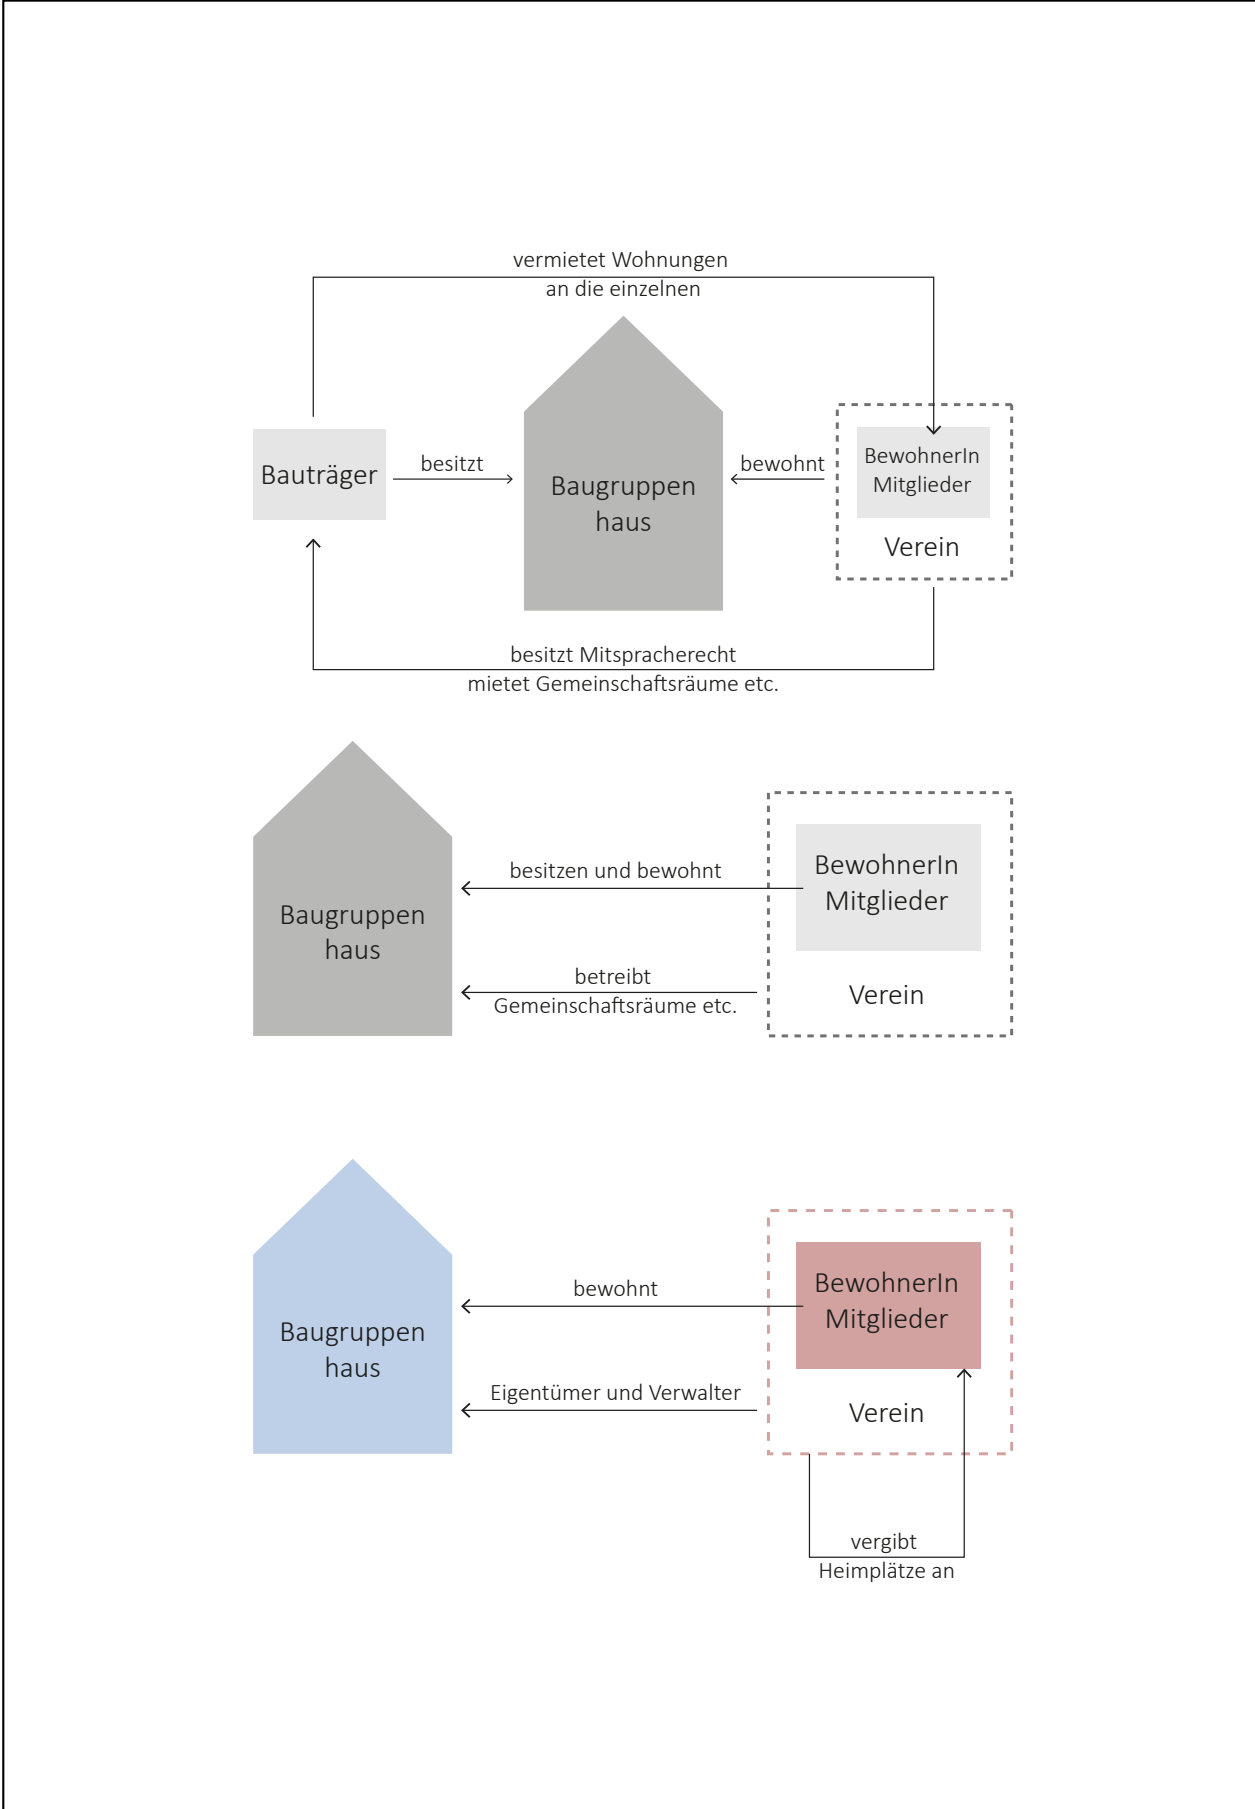 vermietet Wohnungen
an die einzelnen
Bauträger
besitzt
Baugruppen
haus
bewohnt
BewohnerIn
Mitglieder
Verein
besitzt Mitspracherecht
mietet Gemeinschaftsräume etc.
Baugruppen
haus
besitzen und bewohnt
betreibt
Gemeinschaftsräume etc.
BewohnerIn
Mitglieder
Verein
Baugruppen
haus
bewohnt
Eigentümer und Verwalter
BewohnerIn
Mitglieder
Verein
vergibt
Heimplätze an